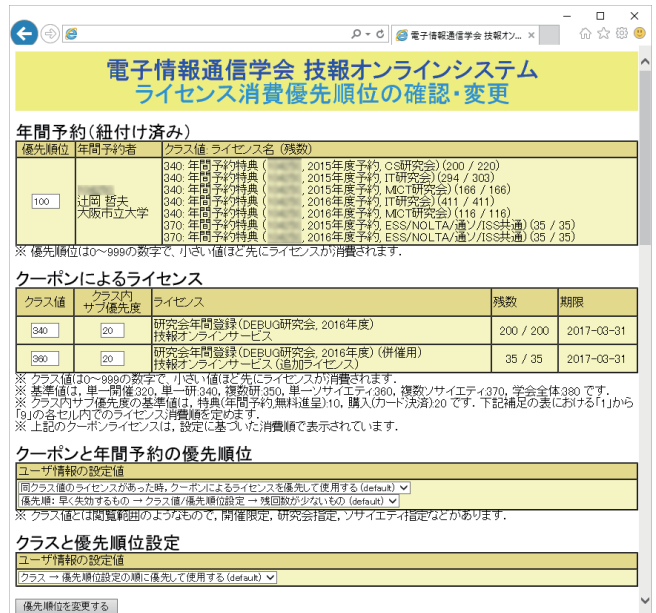 電子情報通信学会 技報オン... ×
電子情報通信学会 技報オンラインシステム
ライセンス消費優先順位の確認・変更
年間予約(紐付け済み)
優先順位 年間予約者 クラス値: ライセンス名 (残数)
340: 年間予約特典 ( , 2015年度予約, CS研究会) (200 / 220)
340: 年間予約特典 ( , 2015年度予約, IT研究会) (294 / 303)
340: 年間予約特典 ( , 2015年度予約, MICT研究会) (166 / 166)
340: 年間予約特典 ( , 2016年度予約, IT研究会) (411 / 411)
340: 年間予約特典 ( , 2016年度予約, MICT研究会) (116 / 116)
370: 年間予約特典 ( , 2015年度予約, ESS/NOLTA/通ソ/ISS共通) (35 / 35)
370: 年間予約特典 ( , 2016年度予約, ESS/NOLTA/通ソ/ISS共通) (35 / 35)
100
辻岡 哲夫
大阪市立大学
※ 優先順位は0~999の数字で、小さい値ほど先にライセンスが消費されます.
クーポンによるライセンス
クラス値 クラス内サブ優先度 ライセンス 残数 期限
340 20 研究会年間登録(DEBUG研究会, 2016年度) 200 / 200 2017-03-31
技報オンラインサービス
360 20 研究会年間登録(DEBUG研究会, 2016年度) (併催用) 35 / 35 2017-03-31
技報オンラインサービス (追加ライセンス)
※ クラス値は0~999の数字で、小さい値ほど先にライセンスが消費されます.
※ 基準値は, 単一開催:320, 単一研:340, 複数研:350, 単一ソサイエティ:360, 複数ソサイエティ:370, 学会全体:380 です.
※ クラス内サブ優先度の基準値は, 特典(年間予約,無料進呈):10, 購入(カード決済):20 です. 下記補足の表における「1」から
「9」の各セル内でのライセンス消費順を定めます.
※ 上記のクーポンライセンスは, 設定に基づいた消費順で表示されています.
クーポンと年間予約の優先順位
ユーザ情報の設定値
同クラス値のライセンスがあった時, クーポンによるライセンスを優先して使用する (default)
優先順: 早く失効するもの → クラス値/優先順位設定 → 残回数が少ないもの (default)
※ クラス値とは閲覧範囲のようなもので, 開催限定, 研究会指定, ソサイエティ指定などがあります.
クラスと優先順位設定
ユーザ情報の設定値
クラス → 優先順位設定の順に優先して使用する (default)
優先順位を変更する